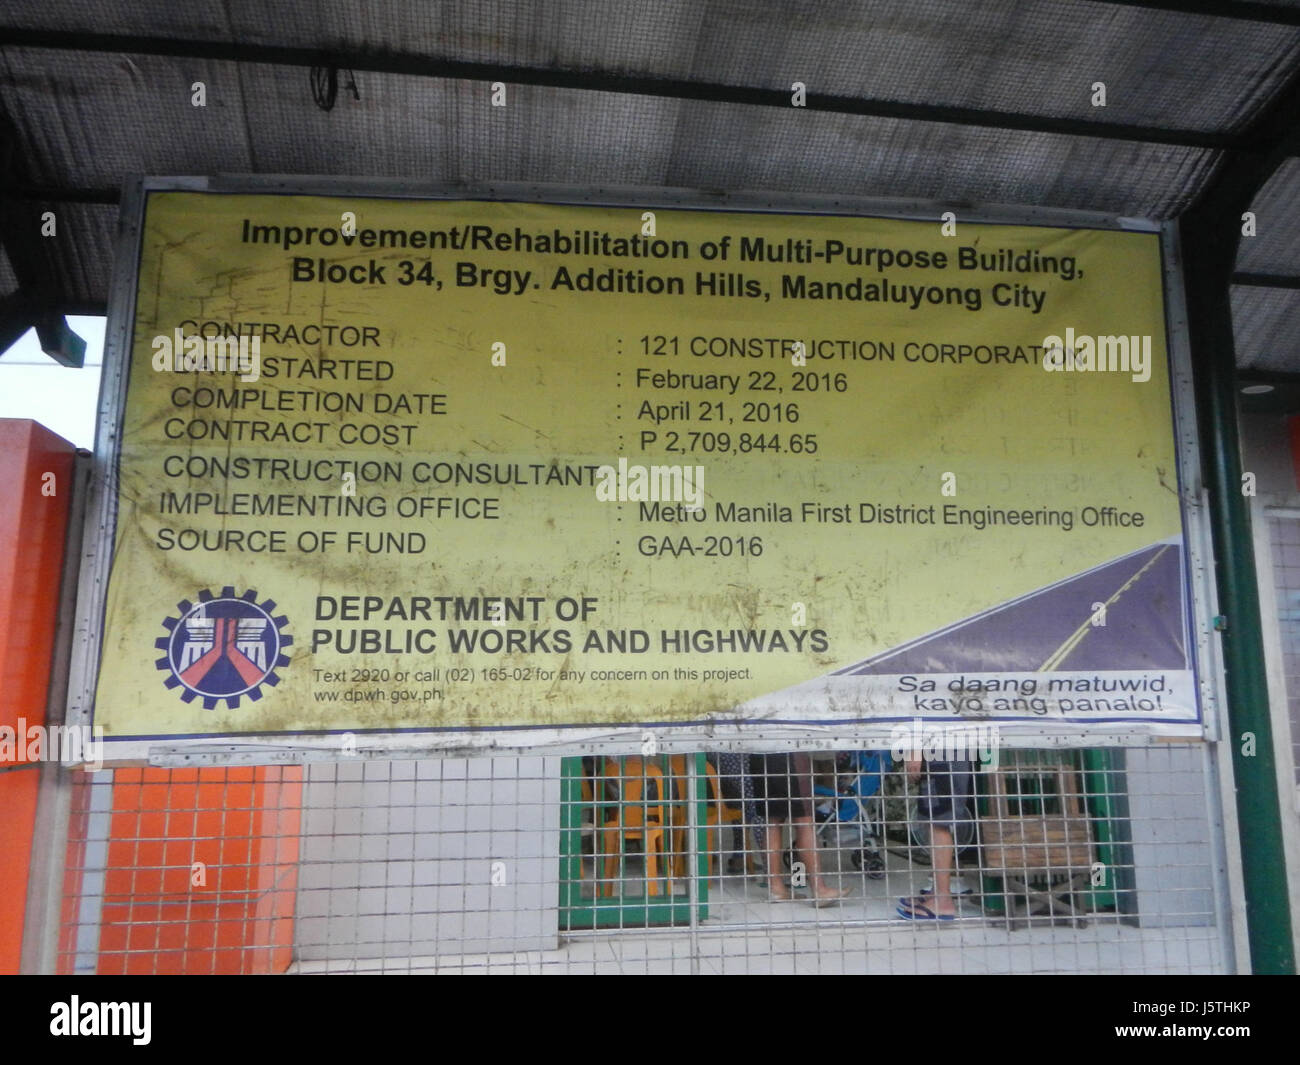 Improvement/Rehabilitation of Multi-Purpose Building,
Block 34, Brgy. Addition Hills, Mandaluyong City
CONTRACTOR : 121 CONSTRUCTION CORPORATION
DATE STARTED : February 22, 2016
COMPLETION DATE : April 21, 2016
CONTRACT COST : P 2,709,844.65
CONSTRUCTION CONSULTANT :
IMPLEMENTING OFFICE : Metro Manila First District Engineering Office
SOURCE OF FUND : GAA-2016
DEPARTMENT OF
PUBLIC WORKS AND HIGHWAYS
Text 2920 or call (02) 165-02 for any concern on this project.
ww.dpwh.gov.ph
Sa daang matuwid,
kayo ang panalo!
alamy
alamy stock photo
J5THKP
www.alamy.com